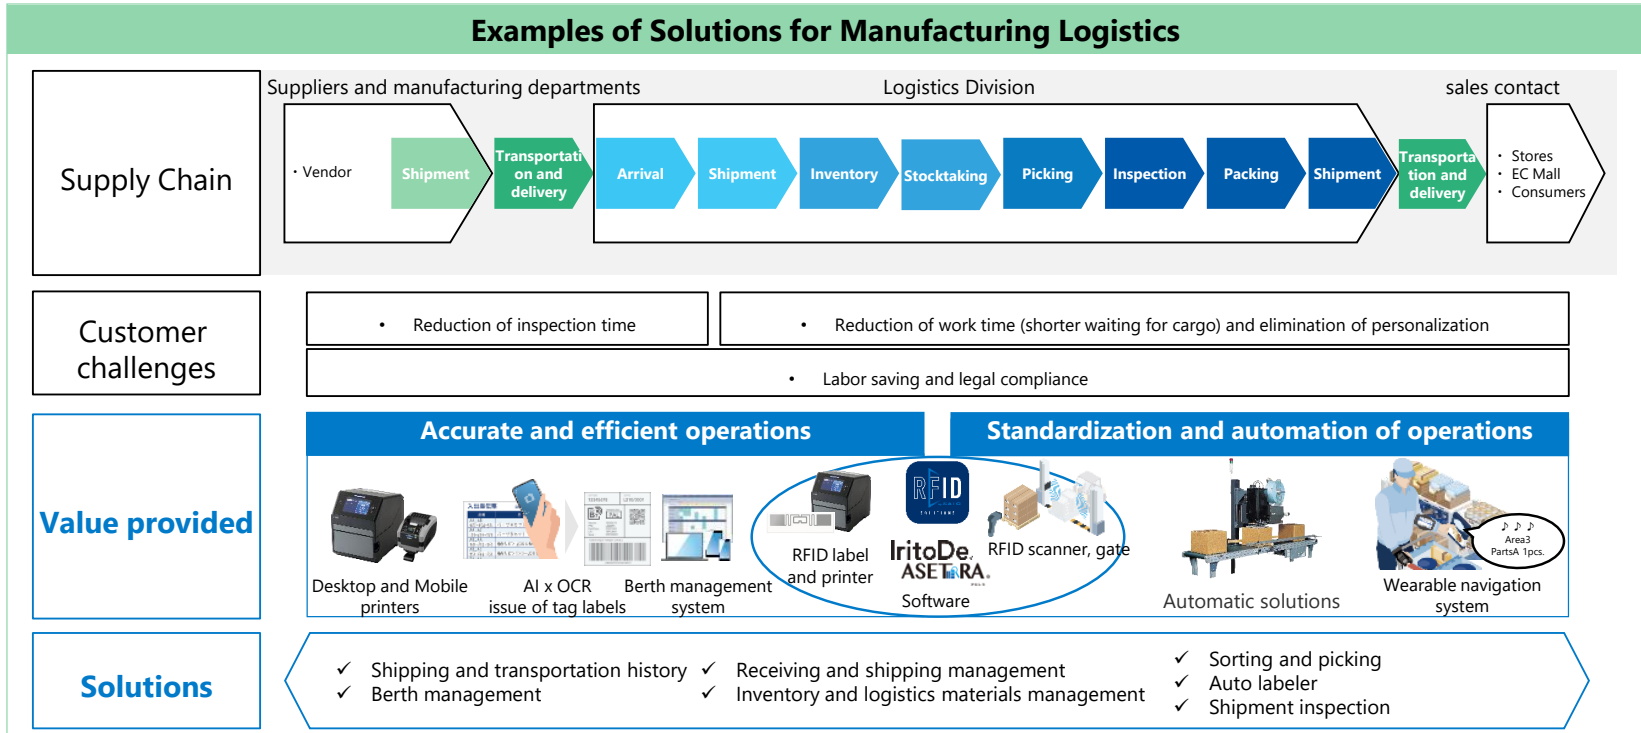 Examples of Solutions for Manufacturing Logistics
Supply Chain
Suppliers and manufacturing departments
Logistics Division
sales contact
・Vendor
Shipment
Transportati
on and
delivery
Arrival
Shipment
Inventory
Stocktaking
Picking
Inspection
Packing
Shipment
Transporta
tion and
delivery
・ Stores
・ EC Mall
・ Consumers
Customer
challenges
• Reduction of inspection time
• Reduction of work time (shorter waiting for cargo) and elimination of personalization
• Labor saving and legal compliance
Value provided
Accurate and efficient operations
Standardization and automation of operations
Desktop and Mobile
printers
AI x OCR
issue of tag labels
Berth management
system
RFID label
and printer
RFID
SOLUTIONS
IritoDe
ASETRA
Software
RFID scanner, gate
Automatic solutions
♪ ♪ ♪
Area3
PartsA 1pcs.
Wearable navigation
system
Solutions
✓ Shipping and transportation history
✓ Berth management
✓ Receiving and shipping management
✓ Inventory and logistics materials management
✓ Sorting and picking
✓ Auto labeler
✓ Shipment inspection